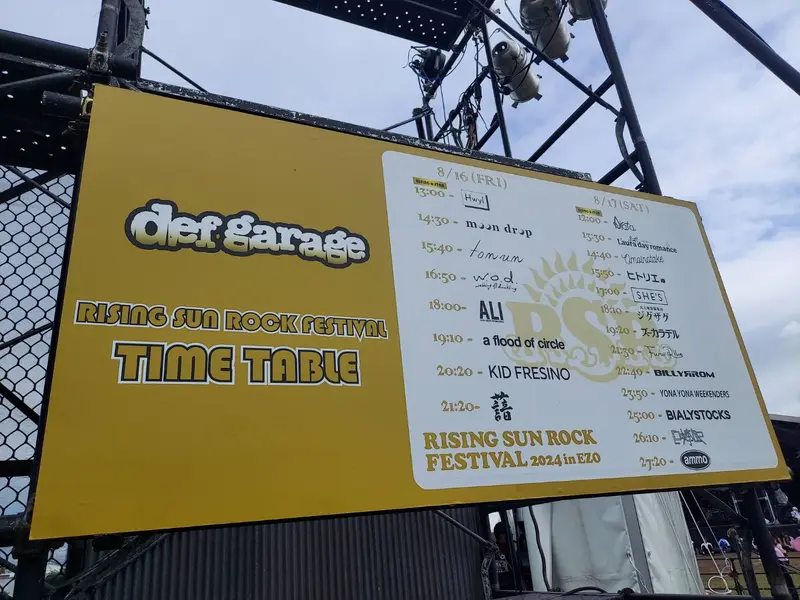 def garage
RISING SUN ROCK FESTIVAL
TIME TABLE
8/16 (FRI)
13:00- Hwyl
14:30- moon drop
15:40- tonun
16:50- w.o.d.
18:00- ALI
19:10- a flood of circle
20:20- KID FRESINO
21:20-
8/17 (SAT)
12:00-
13:30- Laura day romance
14:40-
15:50- ヒトリエ。
17:00- SHE'S
18:10- ジグザグ
19:20- ズーカラデル
21:30-
22:40- BILLYRROM
23:50- YONA YONA WEEKENDERS
25:00- BIALYSTOCKS
26:10-
27:20- ammo
RISING SUN ROCK
FESTIVAL 2024 in EZO